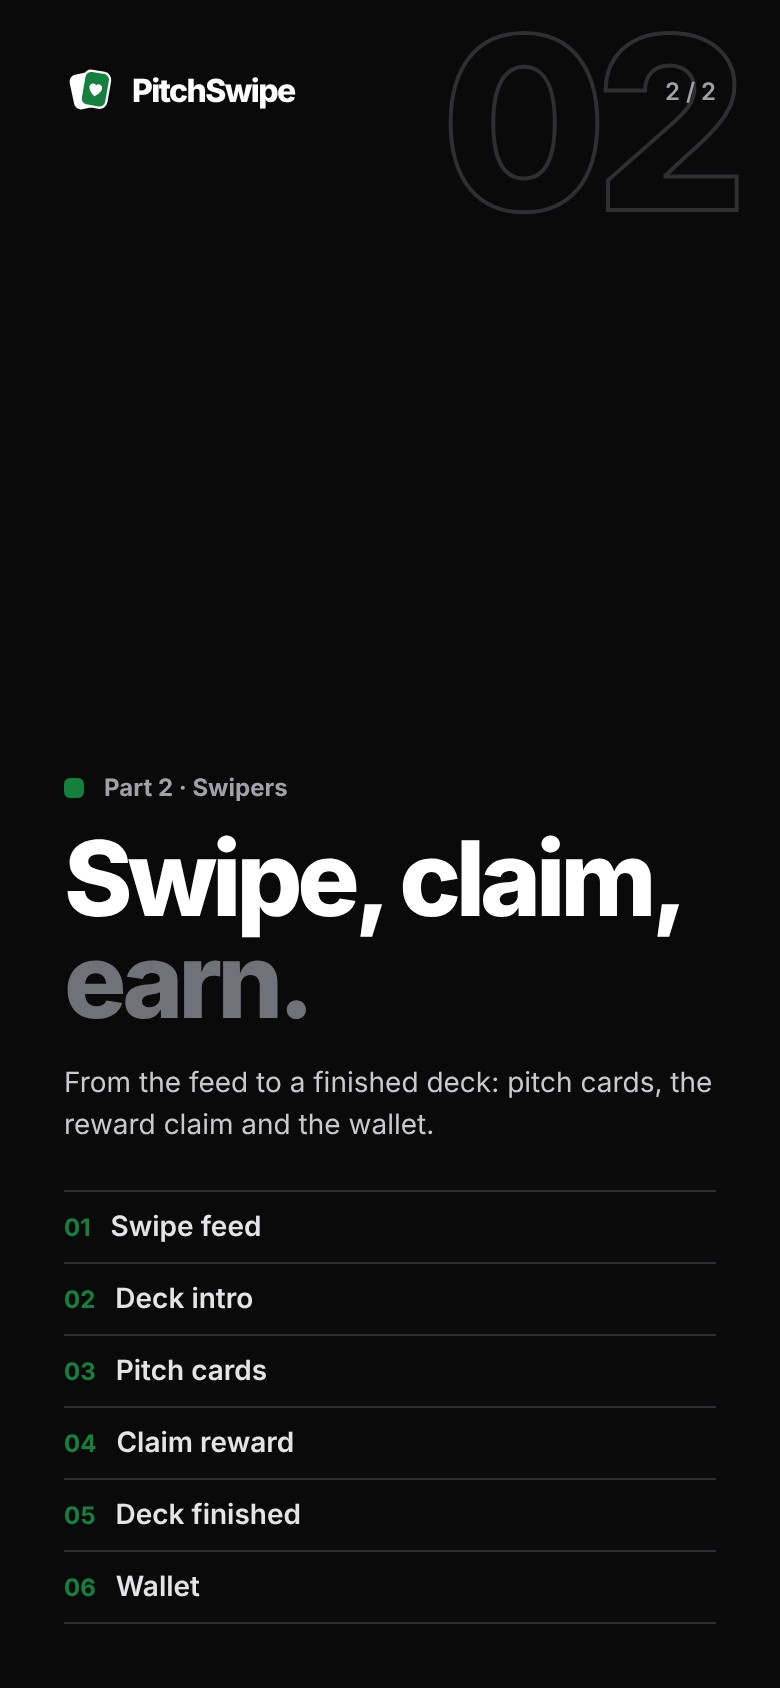 PitchSwipe
02
2 / 2
Part 2 · Swipers
Swipe, claim,
earn.
From the feed to a finished deck: pitch cards, the
reward claim and the wallet.
01 Swipe feed
02 Deck intro
03 Pitch cards
04 Claim reward
05 Deck finished
06 Wallet